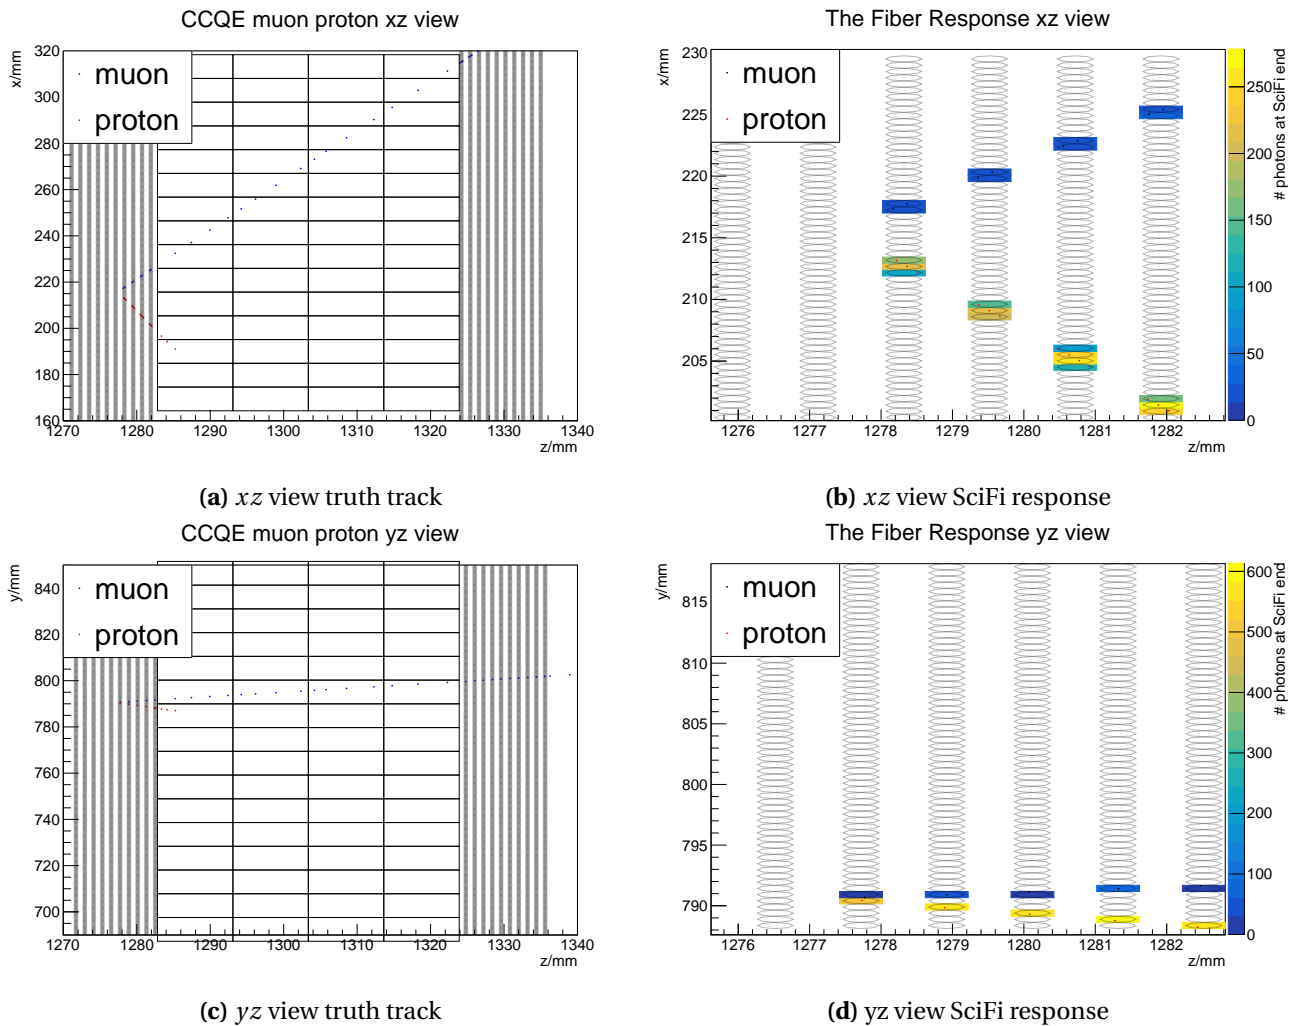 CCQE muon proton xz view
x/mm
320
300
280
260
240
220
200
180
160
muon
proton
1270 1280 1290 1300 1310 1320 1330 1340
z/mm
(a) xz view truth track
The Fiber Response xz view
x/mm
230
225
220
215
210
205
muon
proton
1276 1277 1278 1279 1280 1281 1282
z/mm
250
200
150
100
50
0
# photons at SciFi end
(b) xz view SciFi response
CCQE muon proton yz view
y/mm
840
820
800
780
760
740
720
700
muon
proton
1270 1280 1290 1300 1310 1320 1330 1340
z/mm
(c) yz view truth track
The Fiber Response yz view
y/mm
815
810
805
800
795
790
muon
proton
1276 1277 1278 1279 1280 1281 1282
z/mm
600
500
400
300
200
100
0
# photons at SciFi end
(d) yz view SciFi response